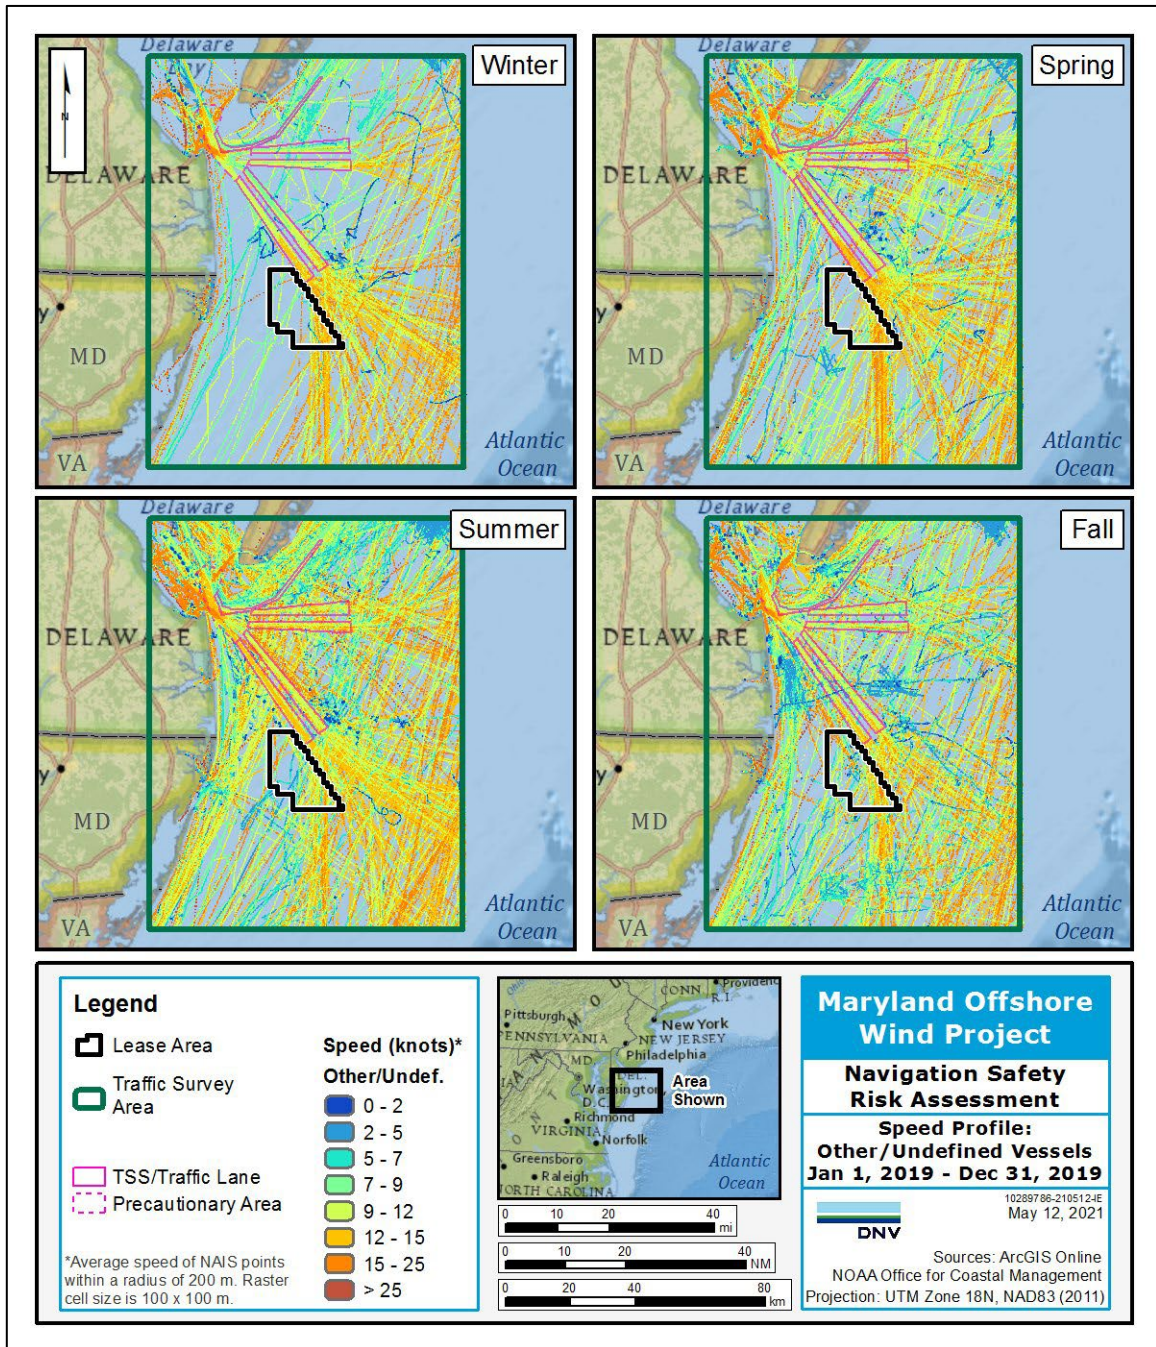 Delaware
Bay
Winter
N
DELAWARE
y
MD
VA
Atlantic
Ocean
Delaware
Spring
DELAWARE
y
MD
VA
Atlantic
Ocean
Delaware
Summer
DELAWARE
y
MD
VA
Atlantic
Ocean
Delaware
Fall
DELAWARE
y
MD
VA
Atlantic
Ocean
Legend
Lease Area
Traffic Survey
Area
TSS/Traffic Lane
Precautionary Area
*Average speed of NAIS points
within a radius of 200 m. Raster
cell size is 100 x 100 m.
Speed (knots)*
Other/Undef.
0 - 2
2 - 5
5 - 7
7 - 9
9 - 12
12 - 15
15 - 25
> 25
Ohio
CONN.
Providenc
R.I.
Pittsburgh
New York
ENNSYLVANIA
NEW JERSEY
Philadelphia
MD.
DEL.
Washington,
D.C.
Area
Shown
Richmond
VIRGINIA
Norfolk
Greensboro
Raleigh
NORTH CAROLINA
Atlantic
Ocean
0 10 20 40
mi
0 10 20 40
NM
0 20 40 80
km
Maryland Offshore
Wind Project
Navigation Safety
Risk Assessment
Speed Profile:
Other/Undefined Vessels
Jan 1, 2019 - Dec 31, 2019
DNV
10289786-210512-IE
May 12, 2021
Sources: ArcGIS Online
NOAA Office for Coastal Management
Projection: UTM Zone 18N, NAD83 (2011)